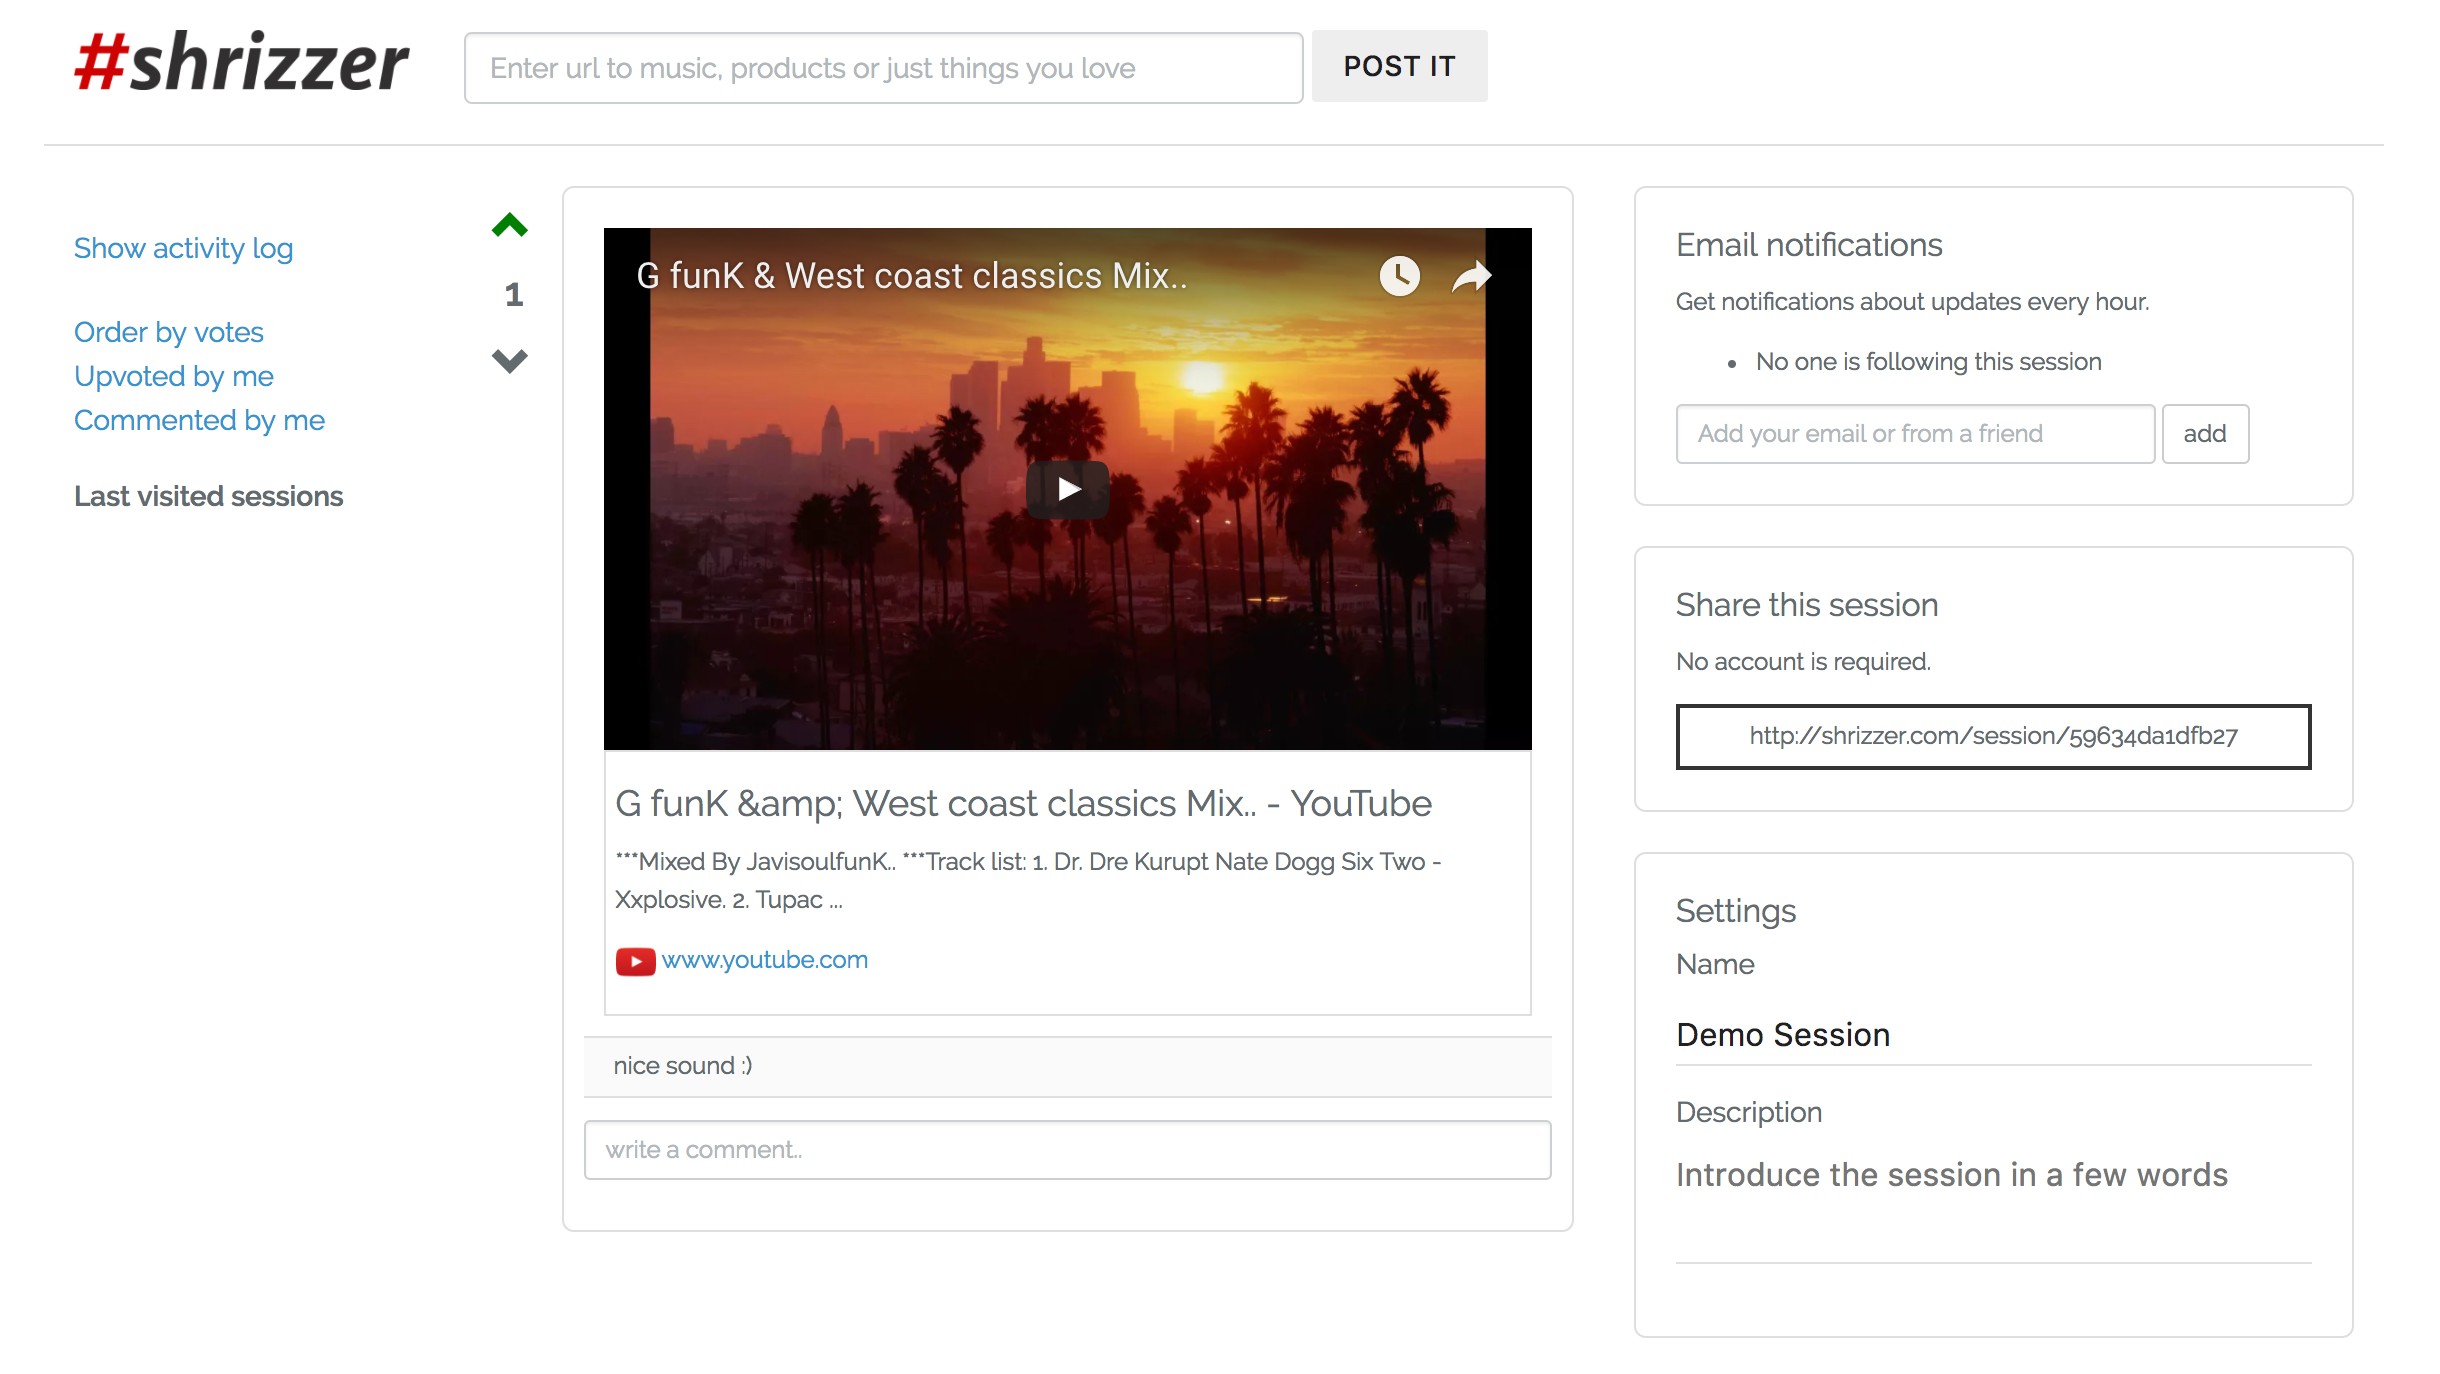 #shrizzer
Enter url to music, products or just things you love
POST IT
Show activity log
Order by votes
Upvoted by me
Commented by me
Last visited sessions
1
G funK & West coast classics Mix..
G funK &amp; West coast classics Mix.. - YouTube
***Mixed By JavisoulfunK.. ***Track list: 1. Dr. Dre Kurupt Nate Dogg Six Two -
Xxplosive. 2. Tupac ...
www.youtube.com
nice sound :)
write a comment..
Email notifications
Get notifications about updates every hour.
• No one is following this session
Add your email or from a friend
add
Share this session
No account is required.
http://shrizzer.com/session/59634da1dfb27
Settings
Name
Demo Session
Description
Introduce the session in a few words